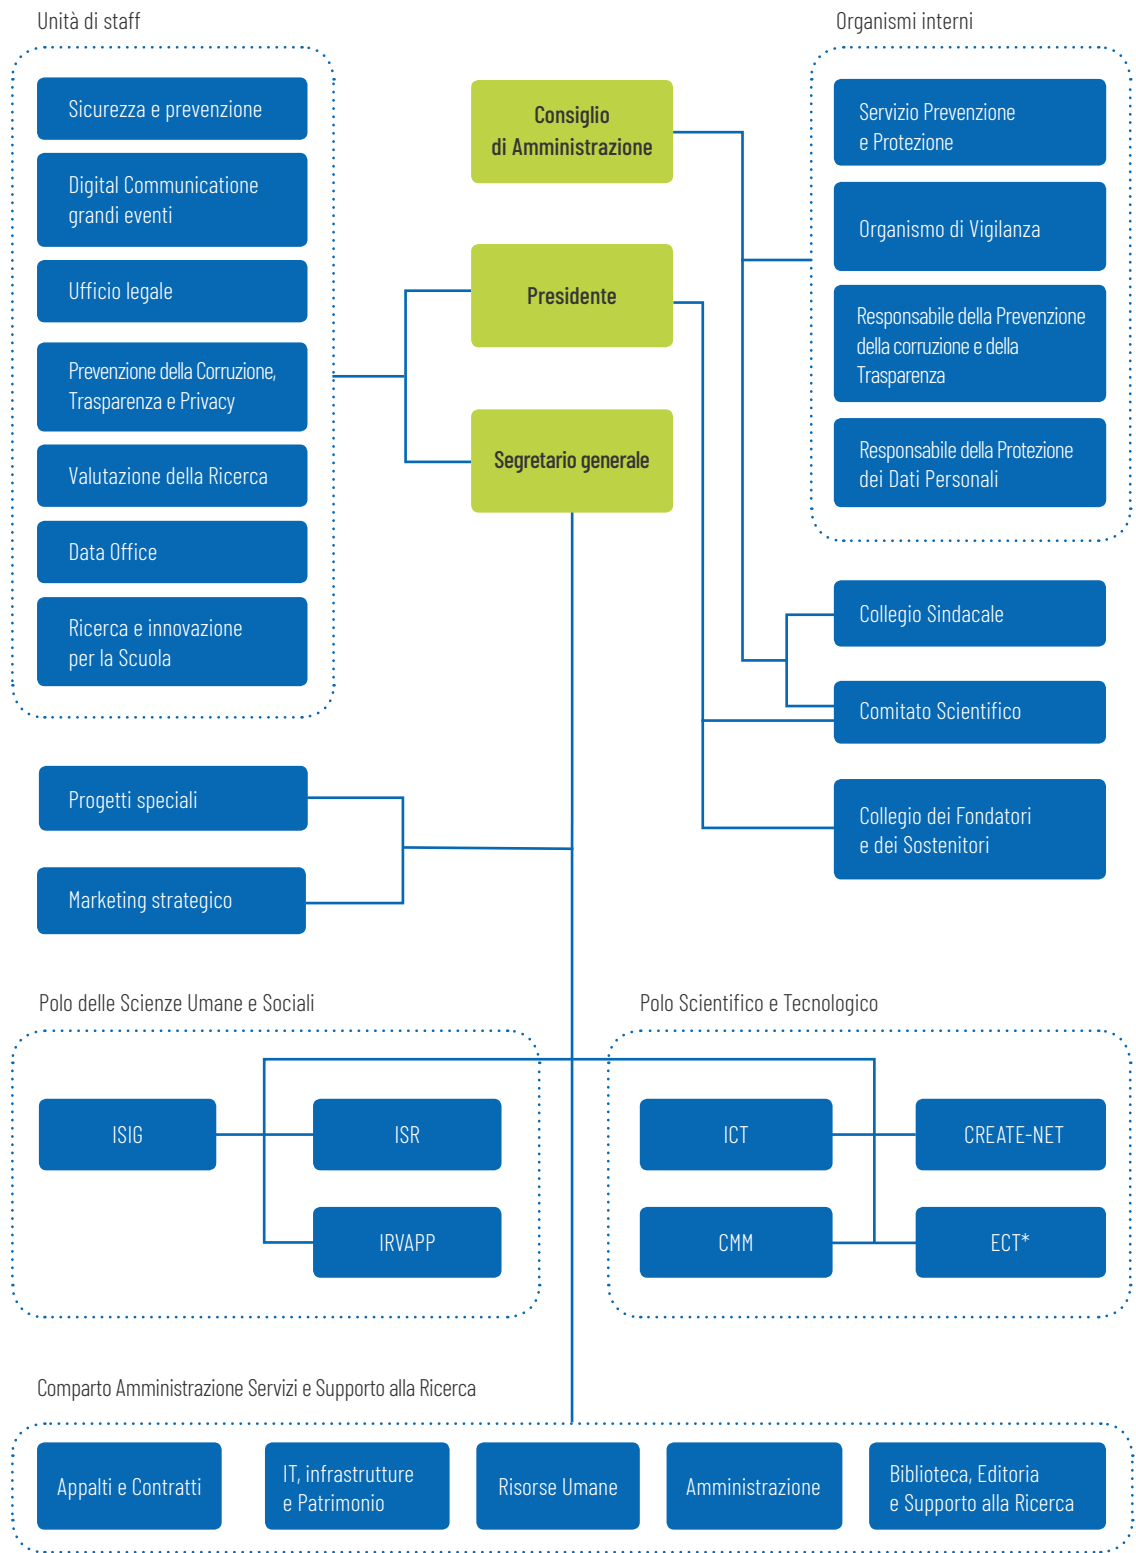 Unità di staff
Sicurezza e prevenzione
Digital Communicatione
grandi eventi
Ufficio legale
Prevenzione della Corruzione,
Trasparenza e Privacy
Valutazione della Ricerca
Data Office
Ricerca e innovazione
per la Scuola
Consiglio
di Amministrazione
Presidente
Segretario generale
Organismi interni
Servizio Prevenzione
e Protezione
Organismo di Vigilanza
Responsabile della Prevenzione
della corruzione e della
Trasparenza
Responsabile della Protezione
dei Dati Personali
Collegio Sindacale
Comitato Scientifico
Collegio dei Fondatori
e dei Sostenitori
Progetti speciali
Marketing strategico
Polo delle Scienze Umane e Sociali
ISIG
ISR
IRVAPP
Polo Scientifico e Tecnologico
ICT
CREATE-NET
CMM
ECT*
Comparto Amministrazione Servizi e Supporto alla Ricerca
Appalti e Contratti
IT, infrastrutture
e Patrimonio
Risorse Umane
Amministrazione
Biblioteca, Editoria
e Supporto alla Ricerca